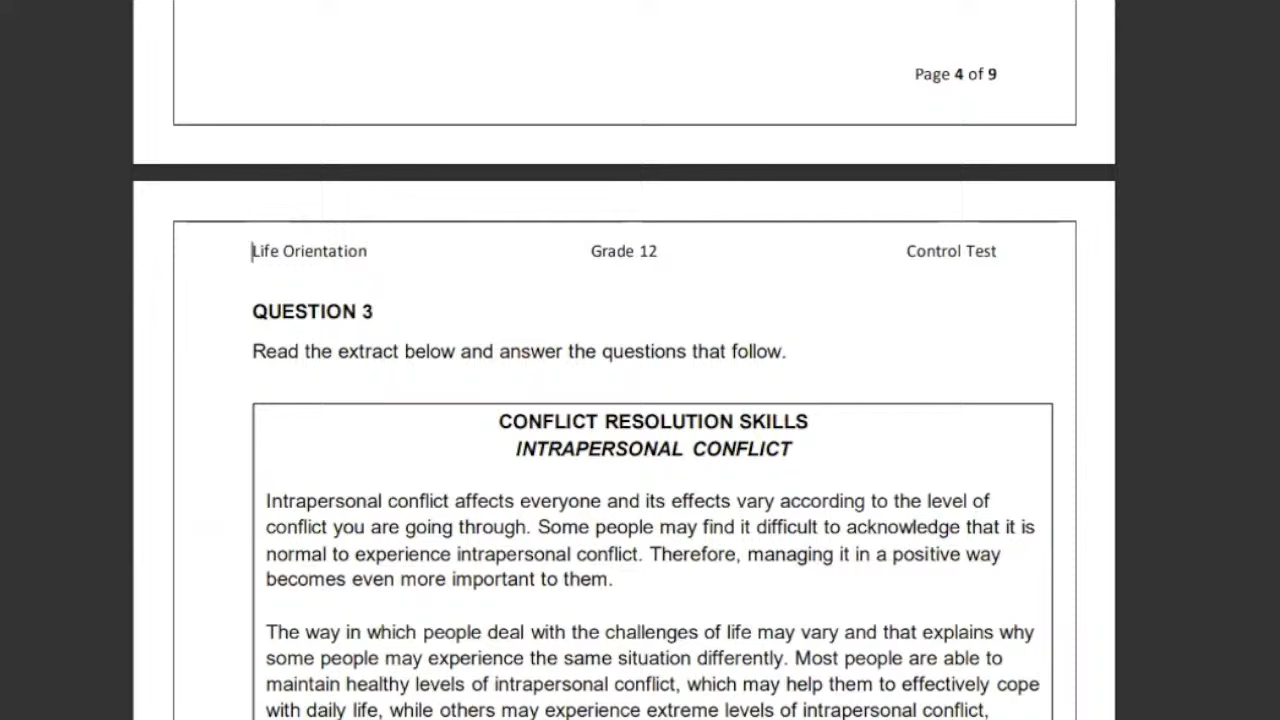 Page 4 of 9
Life Orientation Grade 12 Control Test
QUESTION 3
Read the extract below and answer the questions that follow.
CONFLICT RESOLUTION SKILLS
INTRAPERSONAL CONFLICT
Intrapersonal conflict affects everyone and its effects vary according to the level of
conflict you are going through. Some people may find it difficult to acknowledge that it is
normal to experience intrapersonal conflict. Therefore, managing it in a positive way
becomes even more important to them.
The way in which people deal with the challenges of life may vary and that explains why
some people may experience the same situation differently. Most people are able to
maintain healthy levels of intrapersonal conflict, which may help them to effectively cope
with daily life, while others may experience extreme levels of intrapersonal conflict,